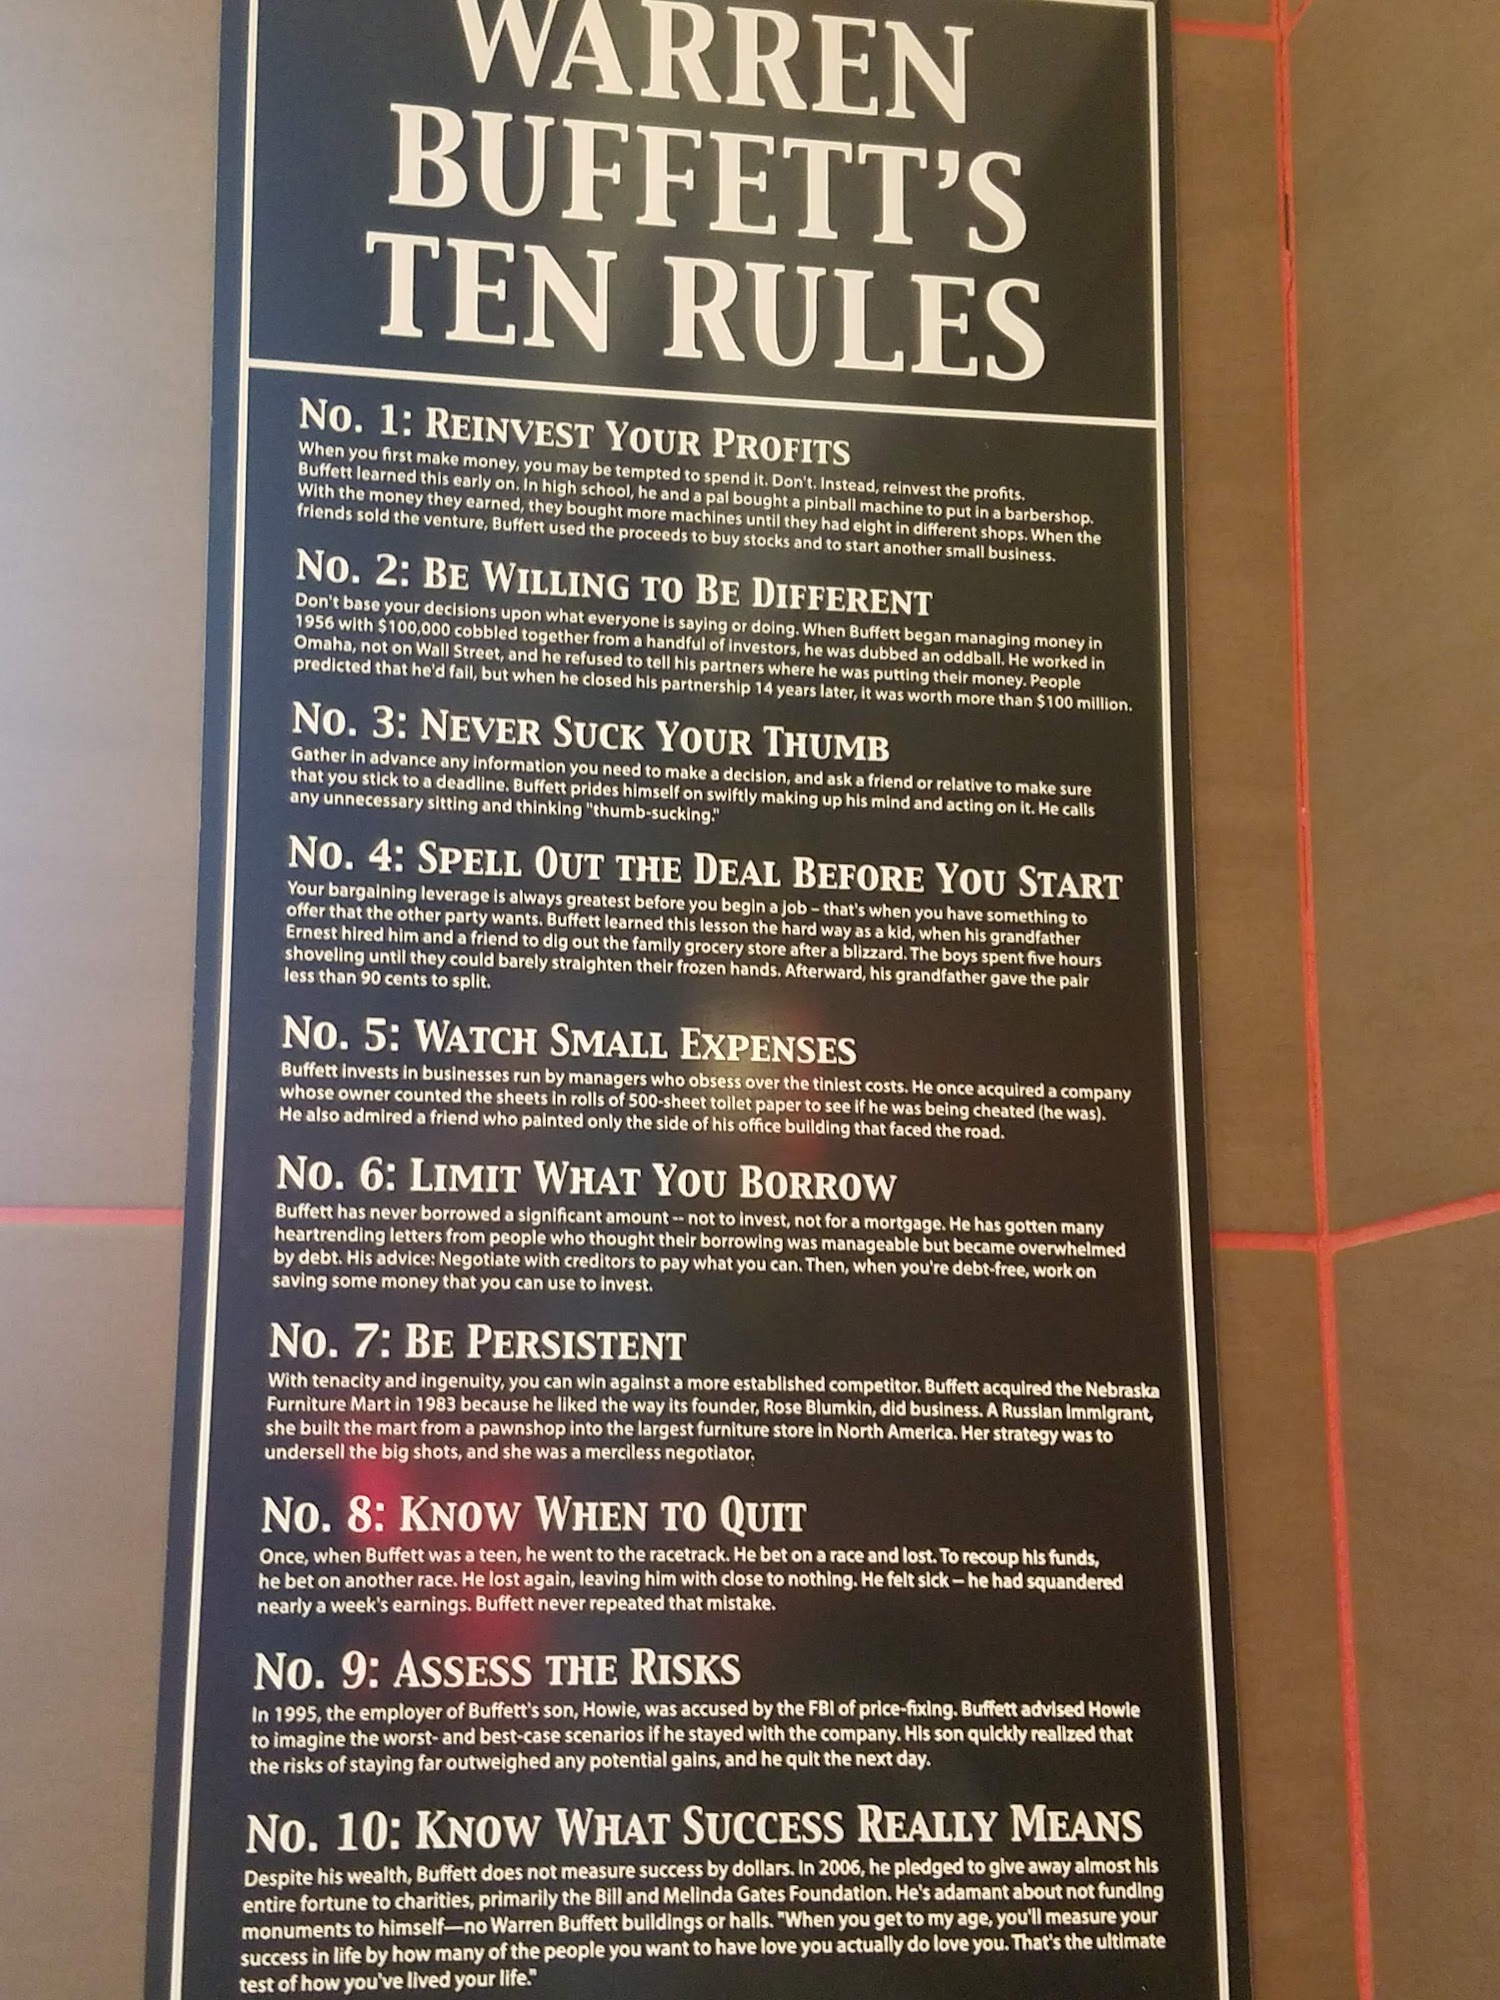 WARREN
BUFFETT'S
TEN RULES
No. 1: Reinvest Your Profits
When you first make money, you may be tempted to spend it. Don't. Instead, reinvest the profits.
Buffett learned this early on. In high school, he and a pal bought a pinball machine to put in a barbershop.
With the money they earned, they bought more machines until they had eight in different shops. When the
friends sold the venture, Buffett used the proceeds to buy stocks and to start another small business.
No. 2: Be Willing to Be Different
Don't base your decisions upon what everyone is saying or doing. When Buffett began managing money in
1956 with $100,000 cobbled together from a handful of investors, he was dubbed an oddball. He worked in
Omaha, not on Wall Street, and he refused to tell his partners where he was putting their money. People
predicted that he'd fail, but when he closed his partnership 14 years later, it was worth more than $100 million.
No. 3: Never Suck Your Thumb
Gather in advance any information you need to make a decision, and ask a friend or relative to make sure
that you stick to a deadline. Buffett prides himself on swiftly making up his mind and acting on it. He calls
any unnecessary sitting and thinking "thumb-sucking."
No. 4: Spell Out the Deal Before You Start
Your bargaining leverage is always greatest before you begin a job – that's when you have something to
offer that the other party wants. Buffett learned this lesson the hard way as a kid, when his grandfather
Ernest hired him and a friend to dig out the family grocery store after a blizzard. The boys spent five hours
shoveling until they could barely straighten their frozen hands. Afterward, his grandfather gave the pair
less than 90 cents to split.
No. 5: Watch Small Expenses
Buffett invests in businesses run by managers who obsess over the tiniest costs. He once acquired a company
whose owner counted the sheets in rolls of 500-sheet toilet paper to see if he was being cheated (he was).
He also admired a friend who painted only the side of his office building that faced the road.
No. 6: Limit What You Borrow
Buffett has never borrowed a significant amount -- not to invest, not for a mortgage. He has gotten many
heartrending letters from people who thought their borrowing was manageable but became overwhelmed
by debt. His advice: Negotiate with creditors to pay what you can. Then, when you're debt-free, work on
saving some money that you can use to invest.
No. 7: Be Persistent
With tenacity and ingenuity, you can win against a more established competitor. Buffett acquired the Nebraska
Furniture Mart in 1983 because he liked the way its founder, Rose Blumkin, did business. A Russian immigrant,
she built the mart from a pawnshop into the largest furniture store in North America. Her strategy was to
undersell the big shots, and she was a merciless negotiator.
No. 8: Know When to Quit
Once, when Buffett was a teen, he went to the racetrack. He bet on a race and lost. To recoup his funds,
he bet on another race. He lost again, leaving him with close to nothing. He felt sick – he had squandered
nearly a week's earnings. Buffett never repeated that mistake.
No. 9: Assess the Risks
In 1995, the employer of Buffett's son, Howie, was accused by the FBI of price-fixing. Buffett advised Howie
to imagine the worst- and best-case scenarios if he stayed with the company. His son quickly realized that
the risks of staying far outweighed any potential gains, and he quit the next day.
No. 10: Know What Success Really Means
Despite his wealth, Buffett does not measure success by dollars. In 2006, he pledged to give away almost his
entire fortune to charities, primarily the Bill and Melinda Gates Foundation. He's adamant about not funding
monuments to himself—no Warren Buffett buildings or halls. "When you get to my age, you'll measure your
success in life by how many of the people you want to have love you actually do love you. That's the ultimate
test of how you've lived your life."